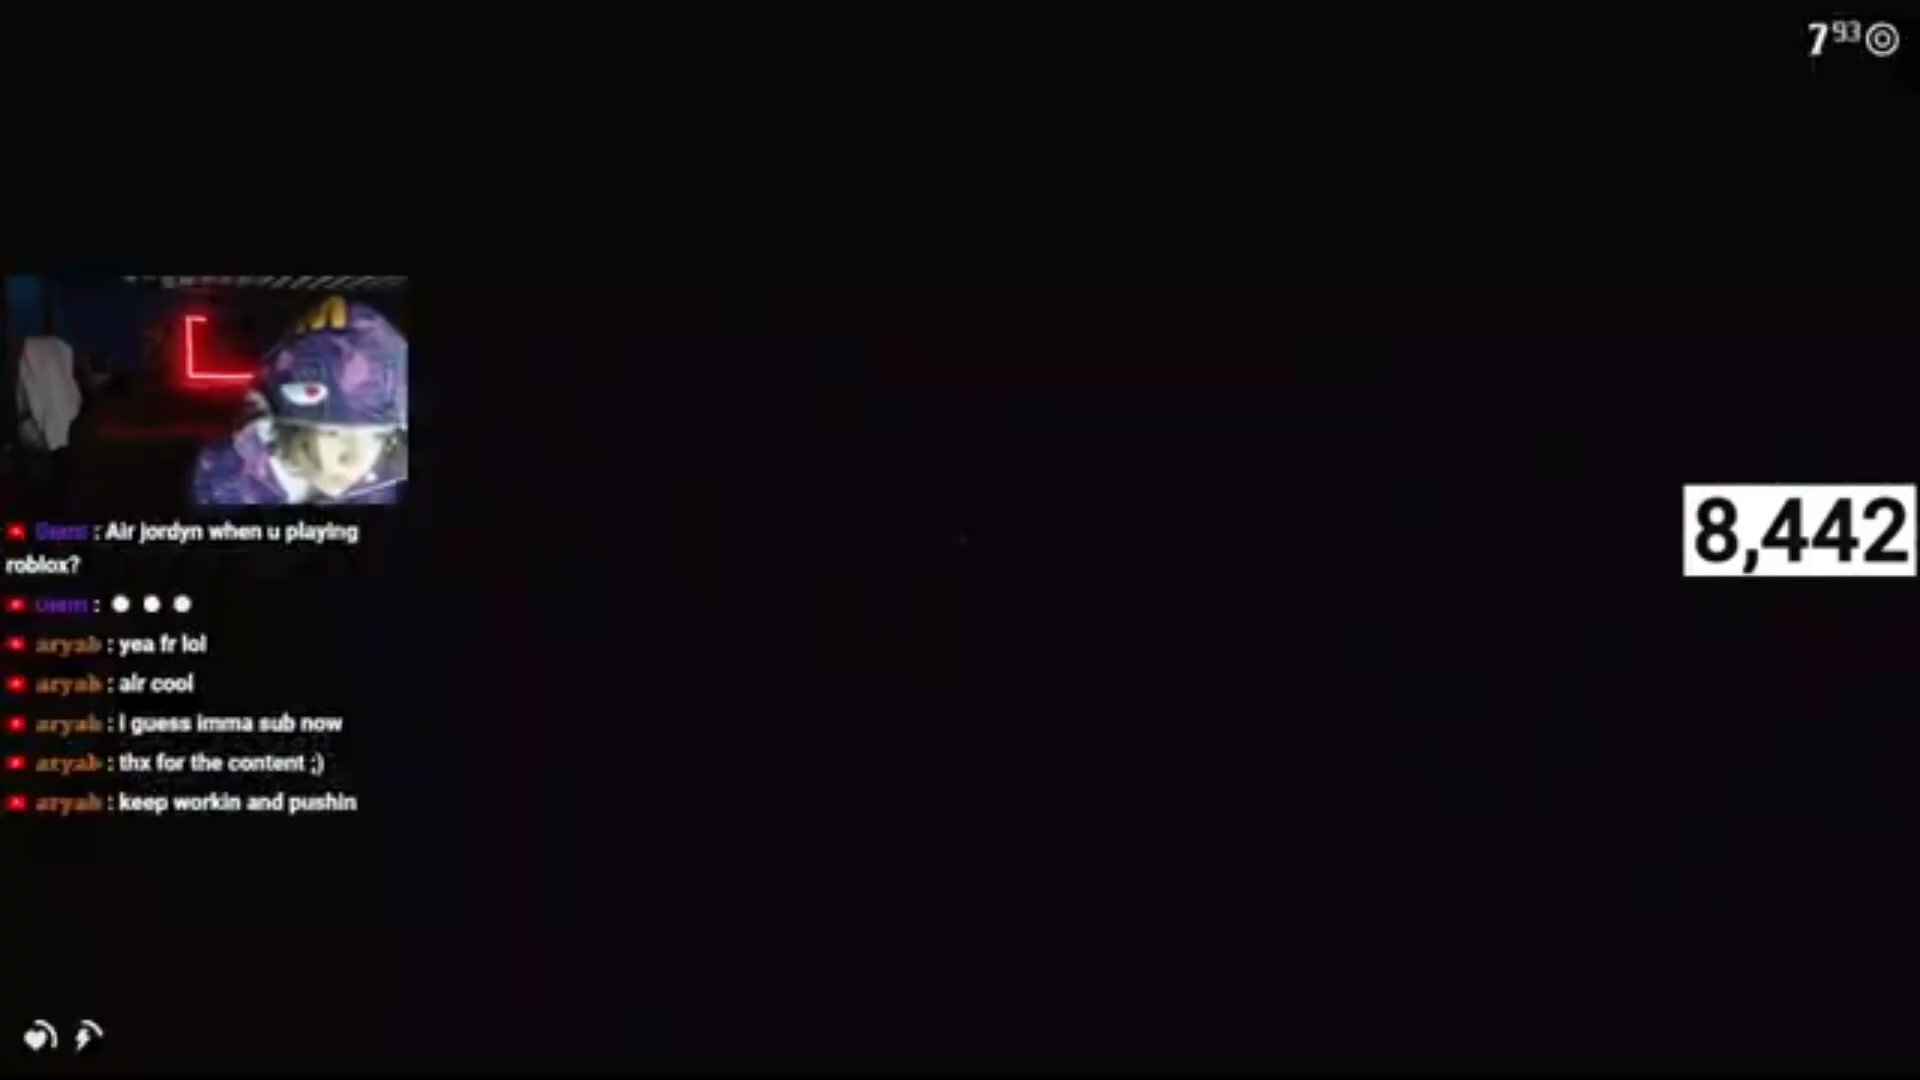 7 93
: Air jordyn when u playing
roblox?
:
aryab : yea fr lol
aryab : alr cool
aryab : I guess imma sub now
aryab : thx for the content ;)
aryab : keep workin and pushin
8,442